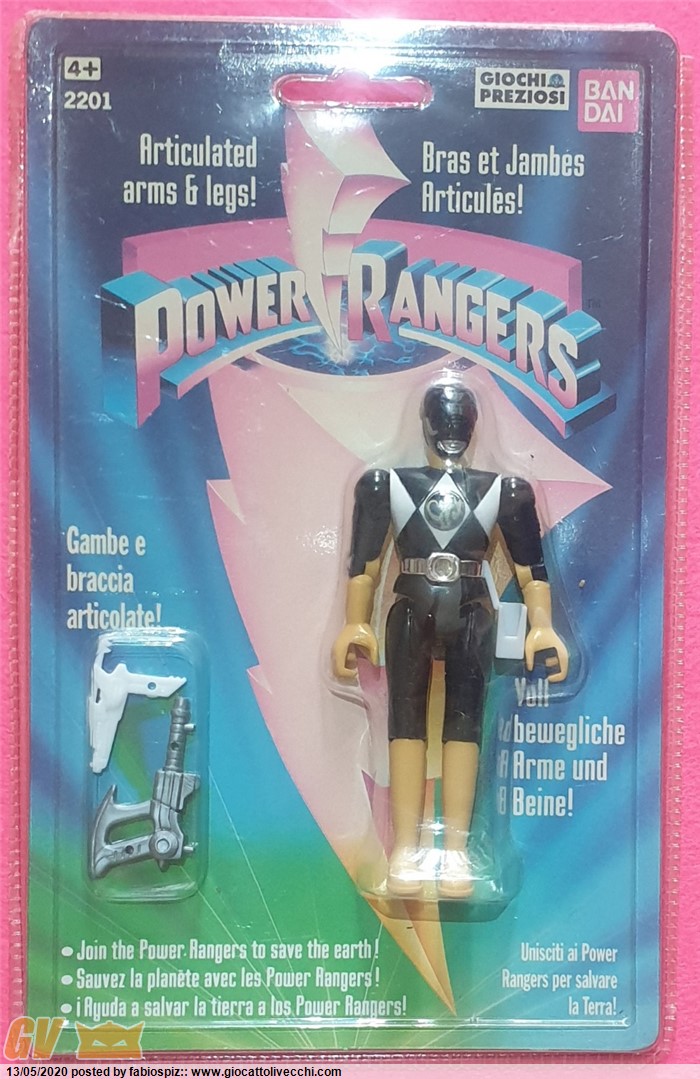 4+
2201
GIOCHI
PREZIOSI
BAN
DAI
Articulated
arms & legs!
Bras et Jambes
Articulés!
POWER RANGERS
TM
Gambe e
braccia
articolate!
Voll
bewegliche
Arme und
Beine!
• Join the Power Rangers to save the earth!
• Sauvez la planète avec les Power Rangers!
• ¡Ayuda a salvar la tierra a los Power Rangers!
Unisciti ai Power
Rangers per salvare
la Terra!
GV
13/05/2020 posted by fabiospiz:: www.giocattolivecchi.com